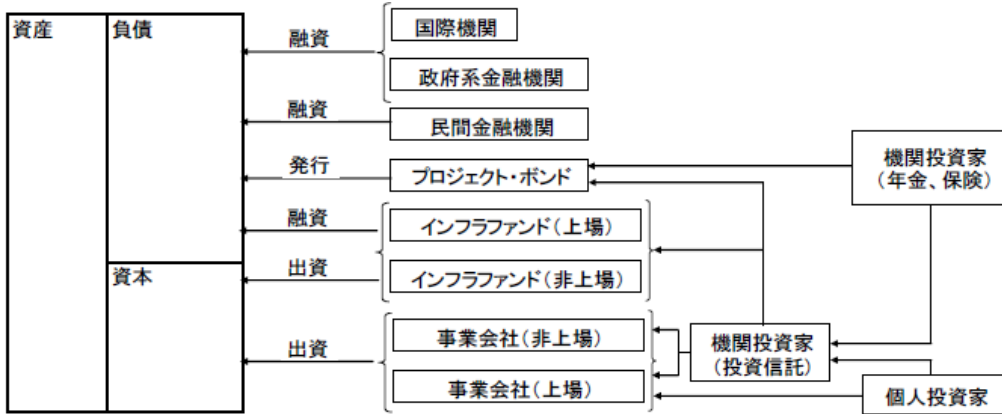 資産
負債
融資
国際機関
政府系金融機関
融資
民間金融機関
発行
プロジェクト・ボンド
機関投資家
(年金、保険)
融資
インフラファンド(上場)
資本
出資
インフラファンド(非上場)
出資
事業会社(非上場)
事業会社(上場)
機関投資家
(投資信託)
個人投資家